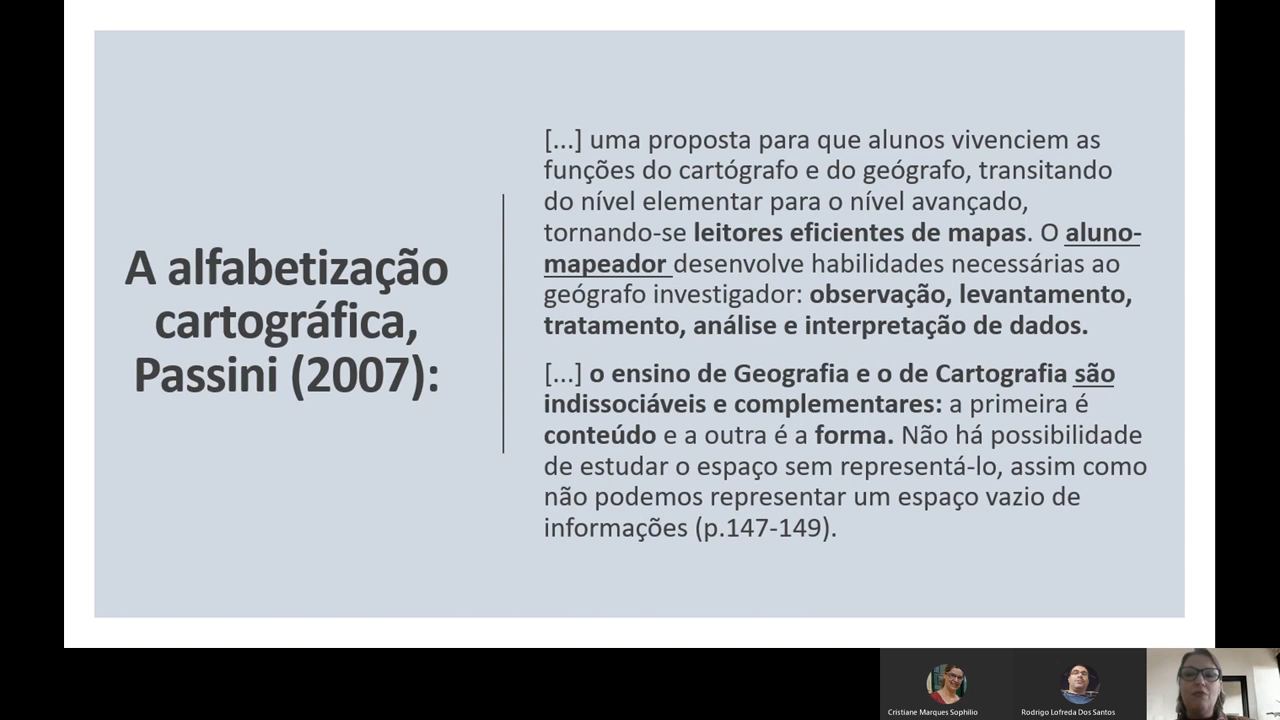 A alfabetização
cartográfica,
Passini (2007):
[...] uma proposta para que alunos vivenciem as
funções do cartógrafo e do geógrafo, transitando
do nível elementar para o nível avançado,
tornando-se leitores eficientes de mapas. O aluno-
mapeador desenvolve habilidades necessárias ao
geógrafo investigador: observação, levantamento,
tratamento, análise e interpretação de dados.
[...] o ensino de Geografia e o de Cartografia são
indissociáveis e complementares: a primeira é
conteúdo e a outra é a forma. Não há possibilidade
de estudar o espaço sem representá-lo, assim como
não podemos representar um espaço vazio de
informações (p.147-149).
Cristiane Marques Sophilio
Rodrigo Lofreda Dos Santos